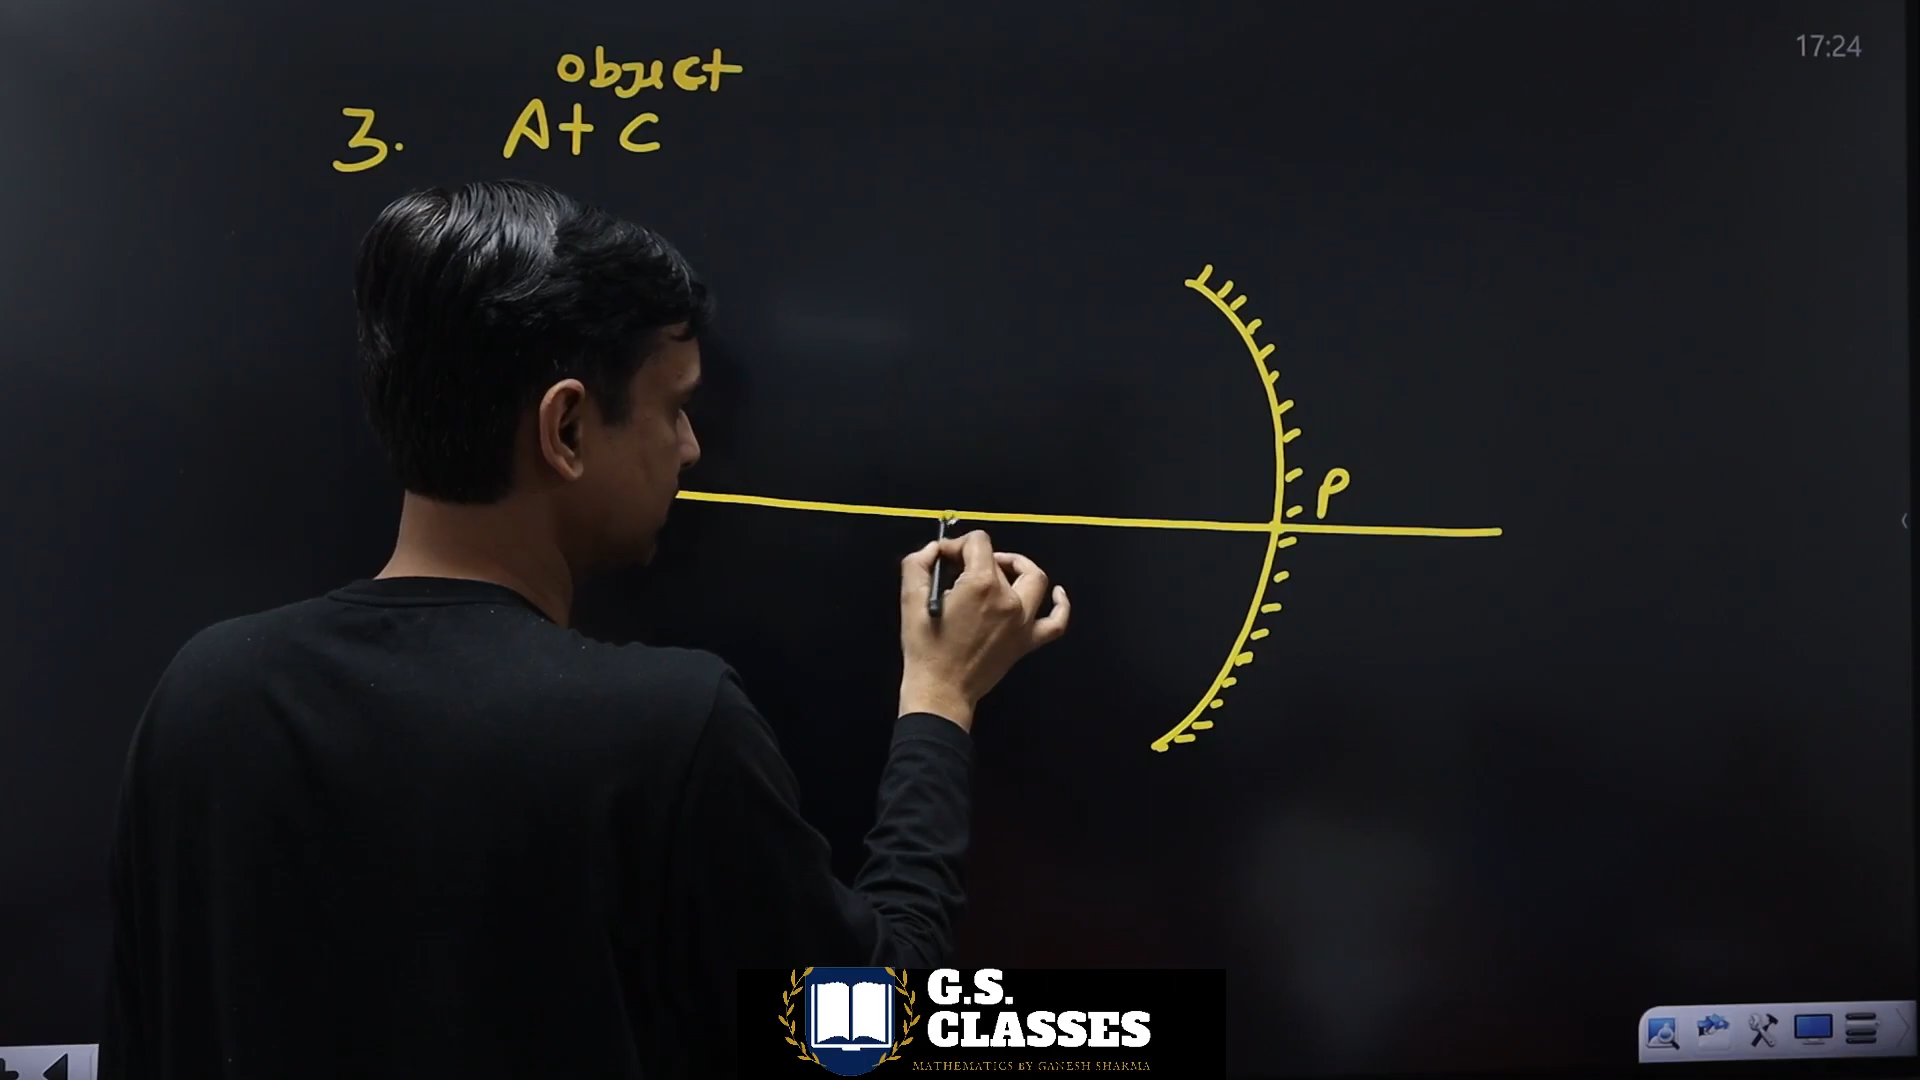 17:24
object
3. At C
P
G.S.
CLASSES
MATHEMATICS BY GANESH SHARMA